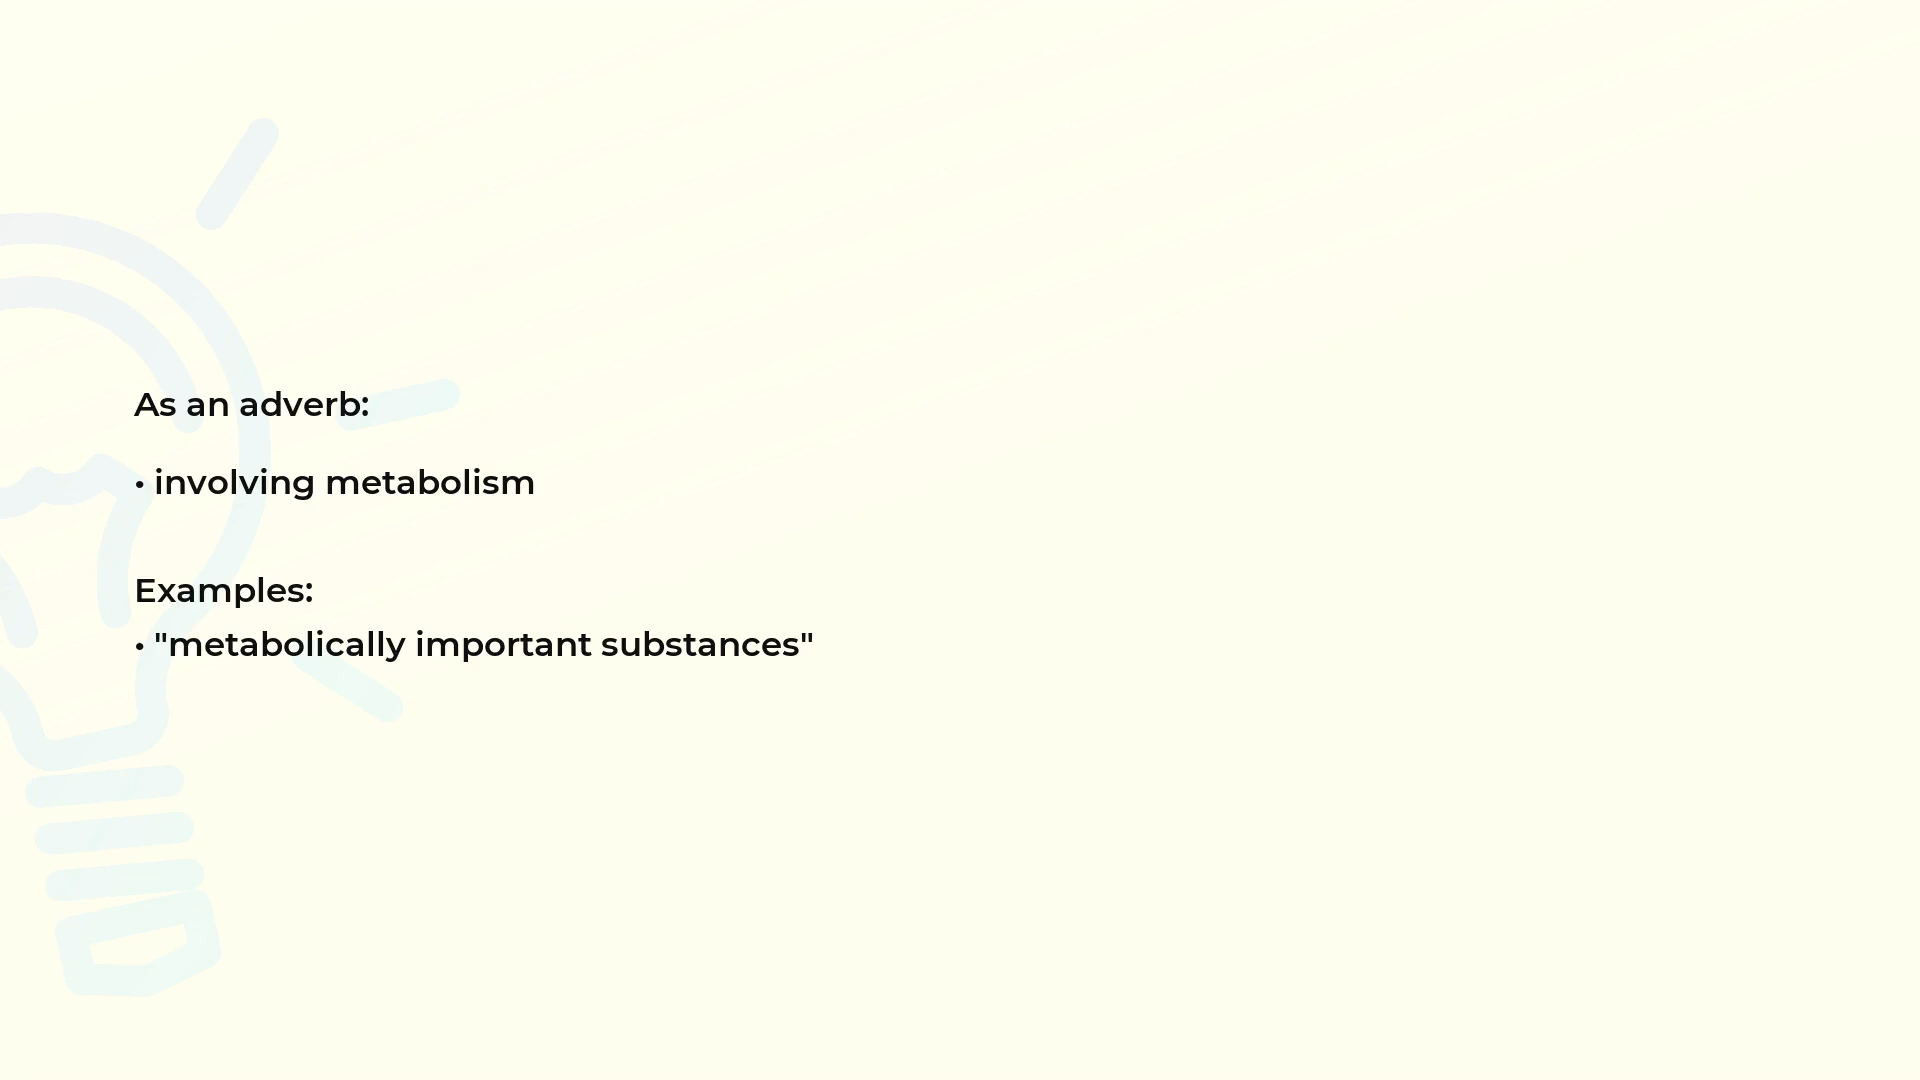 As an adverb:
• involving metabolism
Examples:
• "metabolically important substances"